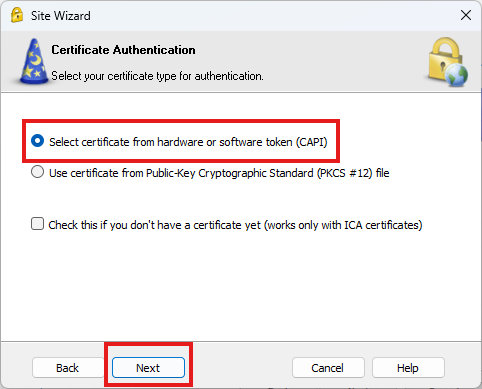 Site Wizard
Certificate Authentication
Select your certificate type for authentication.
Select certificate from hardware or software token (CAPI)
Use certificate from Public-Key Cryptographic Standard (PKCS #12) file
Check this if you don't have a certificate yet (works only with ICA certificates)
Back Next Cancel Help